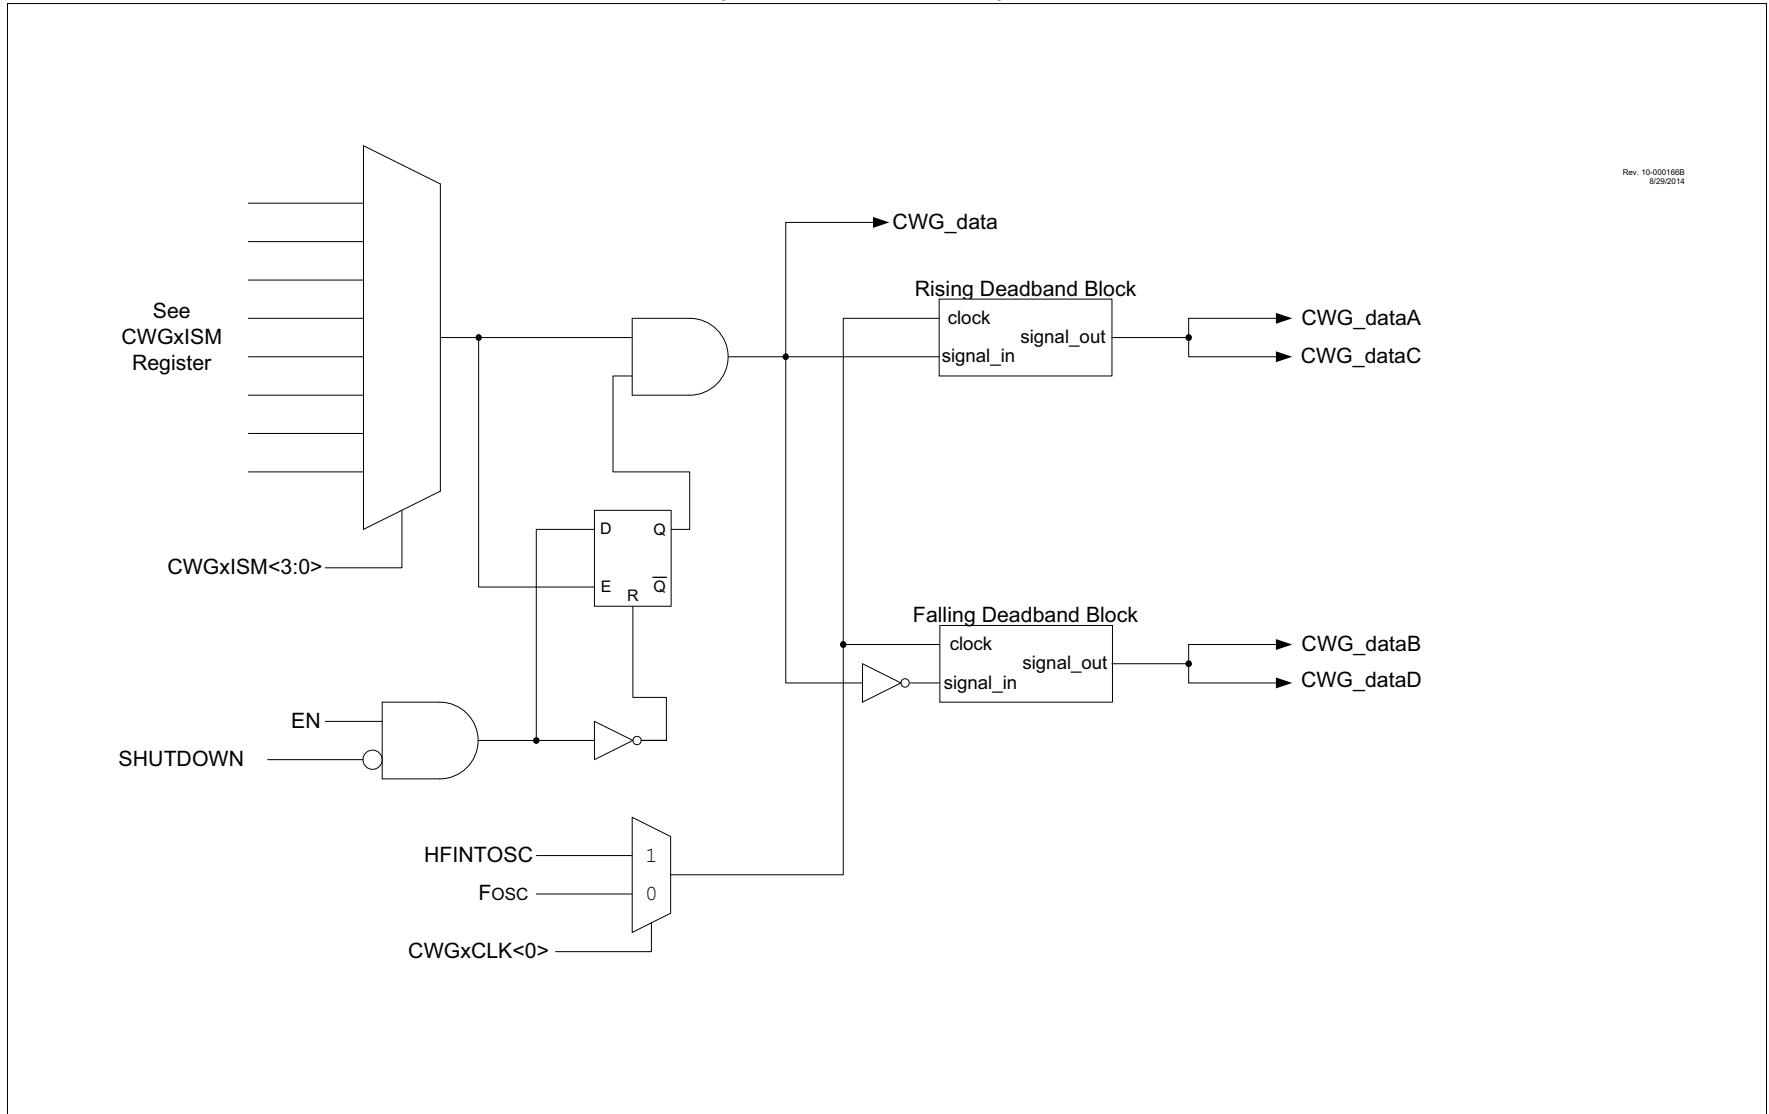 Rev. 10-000166B
8/29/2014
See
CWGxISM
Register
CWGxISM<3:0>
CWG_data
Rising Deadband Block
clock
signal_out
signal_in
CWG_dataA
CWG_dataC
D
Q
E
R
Q
Falling Deadband Block
clock
signal_out
signal_in
CWG_dataB
CWG_dataD
EN
SHUTDOWN
HFINTOSC
1
FOSC
0
CWGxCLK<0>